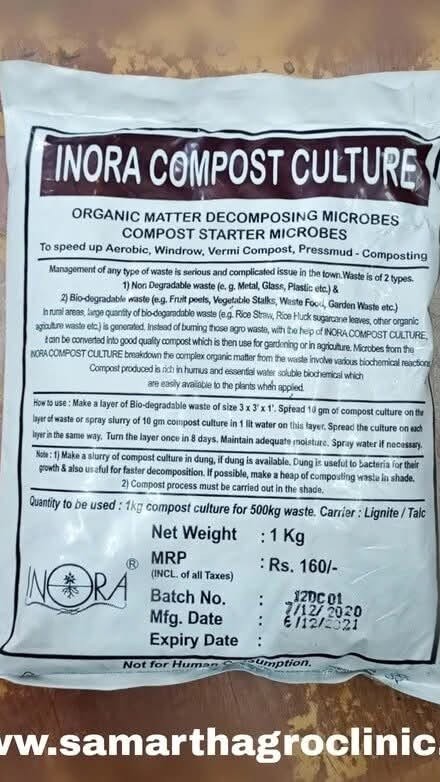 INORA COMPOST CULTURE
ORGANIC MATTER DECOMPOSING MICROBES
COMPOST STARTER MICROBES
To speed up Aerobic, Windrow, Vermi Compost, Pressmud - Composting
Management of any type of waste is serious and complicated issue in the town.Waste is of 2 types.
1) Non Degradable waste (e. g. Metal, Glass, Plastic etc.) &
2) Bio-degradable waste (e.g. Fruit peels, Vegetable Stalks, Waste Food, Garden Waste etc.)
In rural areas, large quantity of bio-degaradable waste (e.g. Rice Straw, Rice Huck sugarcane leaves, other organic
agriculture waste etc.) is generated. Instead of burning those agro waste, with the help of INORA COMPOST CULTURE,
it can be converted into good quality compost which is then use for gardening or in agriculture. Microbes from the
INORA COMPOST CULTURE breakdown the complex organic matter from the waste involve various biochemical reactions
Compost produced is rich in humus and essential water soluble biochemical which
are easily available to the plants when applied.
How to use : Make a layer of Bio-degradable waste of size 3 x 3' x 1'. Spread 10 gm of compost culture on the
layer of waste or spray slurry of 10 gm compost culture in 1 lit water on this layer. Spread the culture on each
layer in the same way. Turn the layer once in 8 days. Maintain adequate moisture. Spray water if necessary.
Note : 1) Make a slurry of compost culture in dung, if dung is available. Dung is useful to bacteria for their
growth & also useful for faster decomposition. If possible, make a heap of composting waste in shade.
2) Compost process must be carried out in the shade.
Quantity to be used : 1kg compost culture for 500kg waste. Carrier : Lignite / Talc
Net Weight : 1 Kg
MRP : Rs. 160/-
(INCL. of all Taxes)
INORA ®
Batch No. : 12DC01
Mfg. Date : 7/12/2020
Expiry Date : 6/12/2021
Not for Human Consumption.
ww.samarthagroclinic.